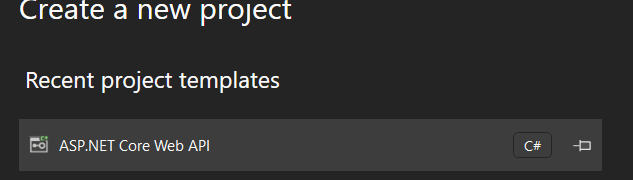 Create a new project
Recent project templates
ASP.NET Core Web API C#